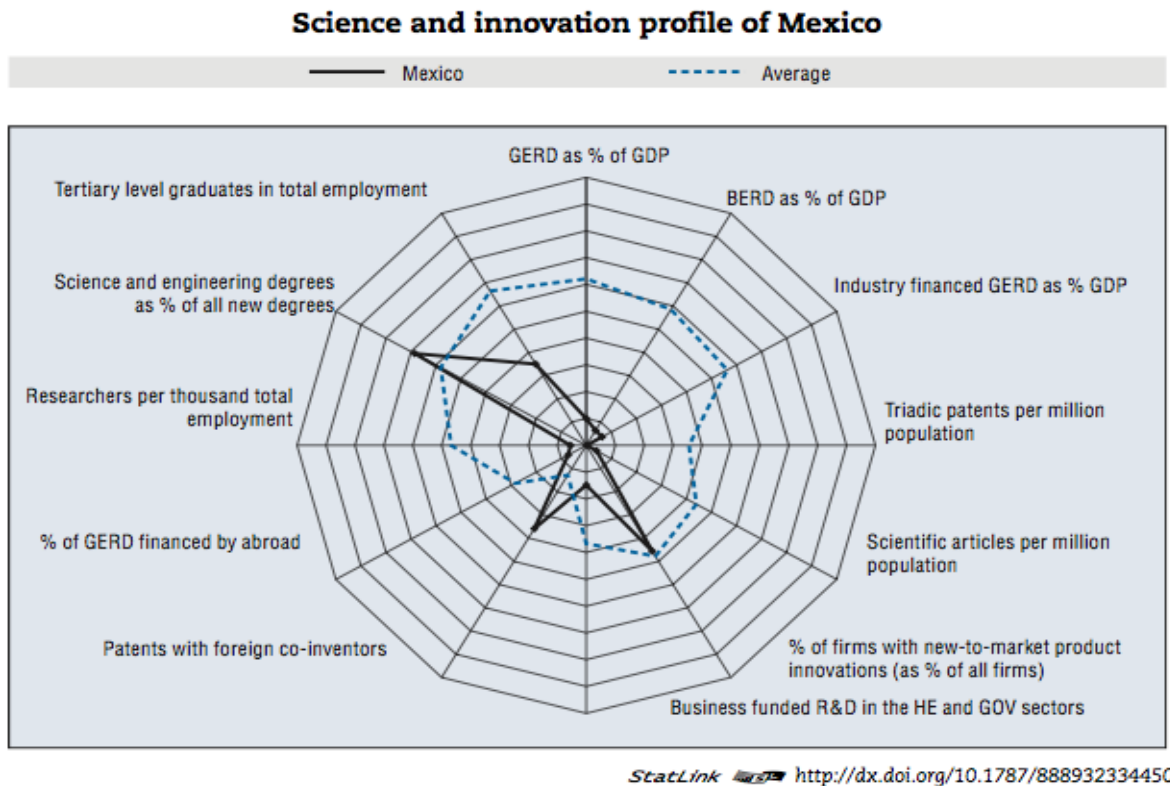 Science and innovation profile of Mexico
Mexico
Average
GERD as % of GDP
Tertiary level graduates in total employment
BERD as % of GDP
Science and engineering degrees
as % of all new degrees
Industry financed GERD as % GDP
Researchers per thousand total
employment
Triadic patents per million
population
% of GERD financed by abroad
Scientific articles per million
population
Patents with foreign co-inventors
% of firms with new-to-market product
innovations (as % of all firms)
Business funded R&D in the HE and GOV sectors
StatLink http://dx.doi.org/10.1787/888932334450